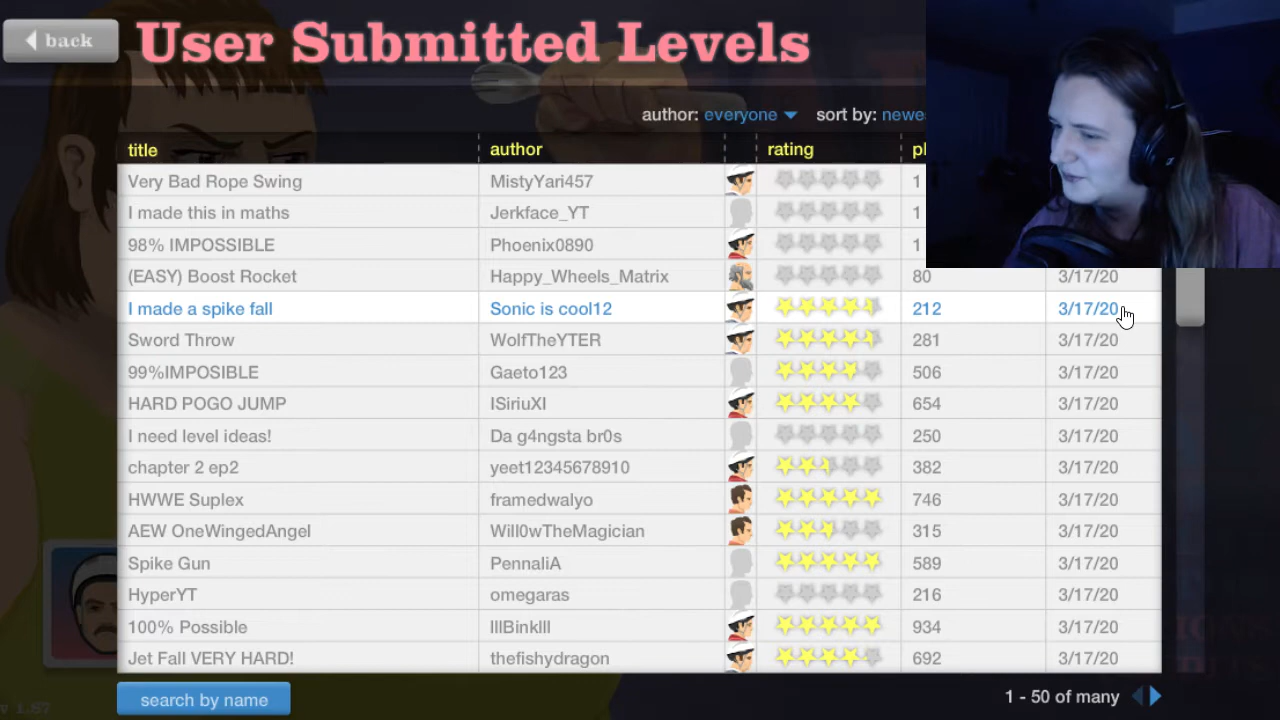 back
User Submitted Levels
author: everyone sort by: newe
title author rating pl
Very Bad Rope Swing MistyYari457 1
I made this in maths Jerkface_YT 1
98% IMPOSSIBLE Phoenix0890 1
(EASY) Boost Rocket Happy_Wheels_Matrix 80 3/17/20
I made a spike fall Sonic is cool12 212 3/17/20
Sword Throw WolfTheYTER 281 3/17/20
99%IMPOSIBLE Gaeto123 506 3/17/20
HARD POGO JUMP ISiriuXI 654 3/17/20
I need level ideas! Da g4ngsta br0s 250 3/17/20
chapter 2 ep2 yeet12345678910 382 3/17/20
HWWE Suplex framedwalyo 746 3/17/20
AEW OneWingedAngel Will0wTheMagician 315 3/17/20
Spike Gun PennaliA 589 3/17/20
HyperYT omegaras 216 3/17/20
100% Possible IllBinklll 934 3/17/20
Jet Fall VERY HARD! thefishydragon 692 3/17/20
search by name 1 - 50 of many
v 1.87